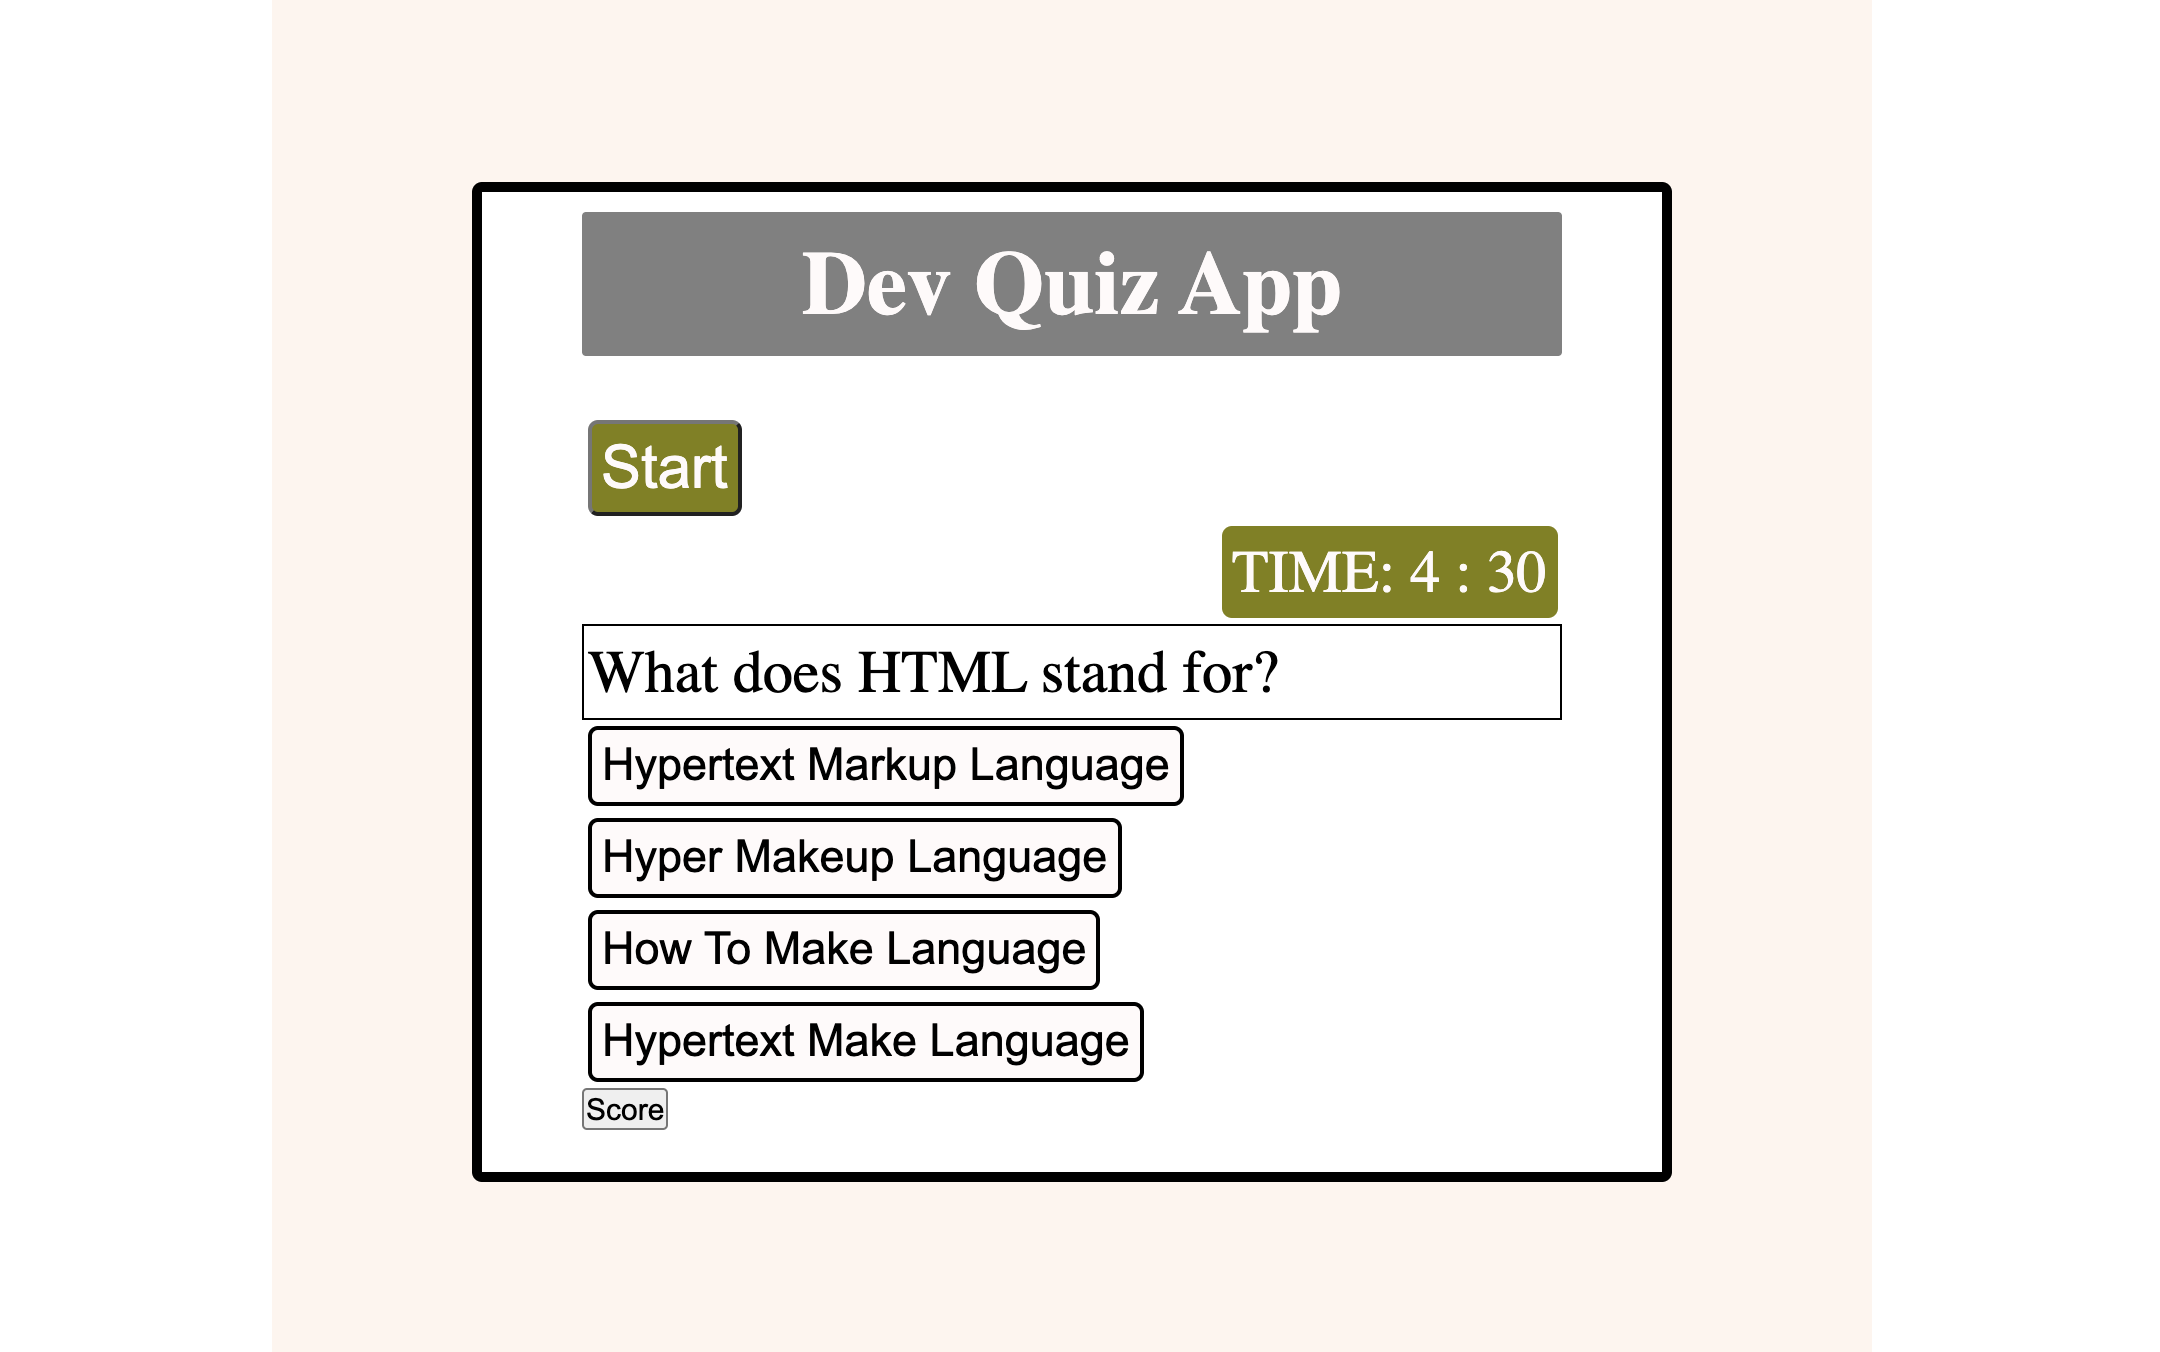 Dev Quiz App
Start
TIME: 4 : 30
What does HTML stand for?
Hypertext Markup Language
Hyper Makeup Language
How To Make Language
Hypertext Make Language
Score